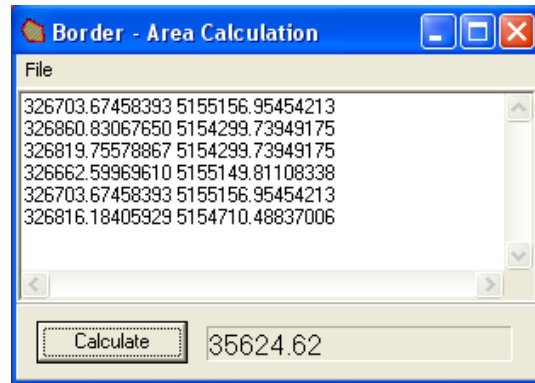 Border - Area Calculation
File
326703.67458393 5155156.95454213
326860.83067650 5154299.73949175
326819.75578867 5154299.73949175
326662.59969610 5155149.81108338
326703.67458393 5155156.95454213
326816.18405929 5154710.48837006
Calculate
35624.62